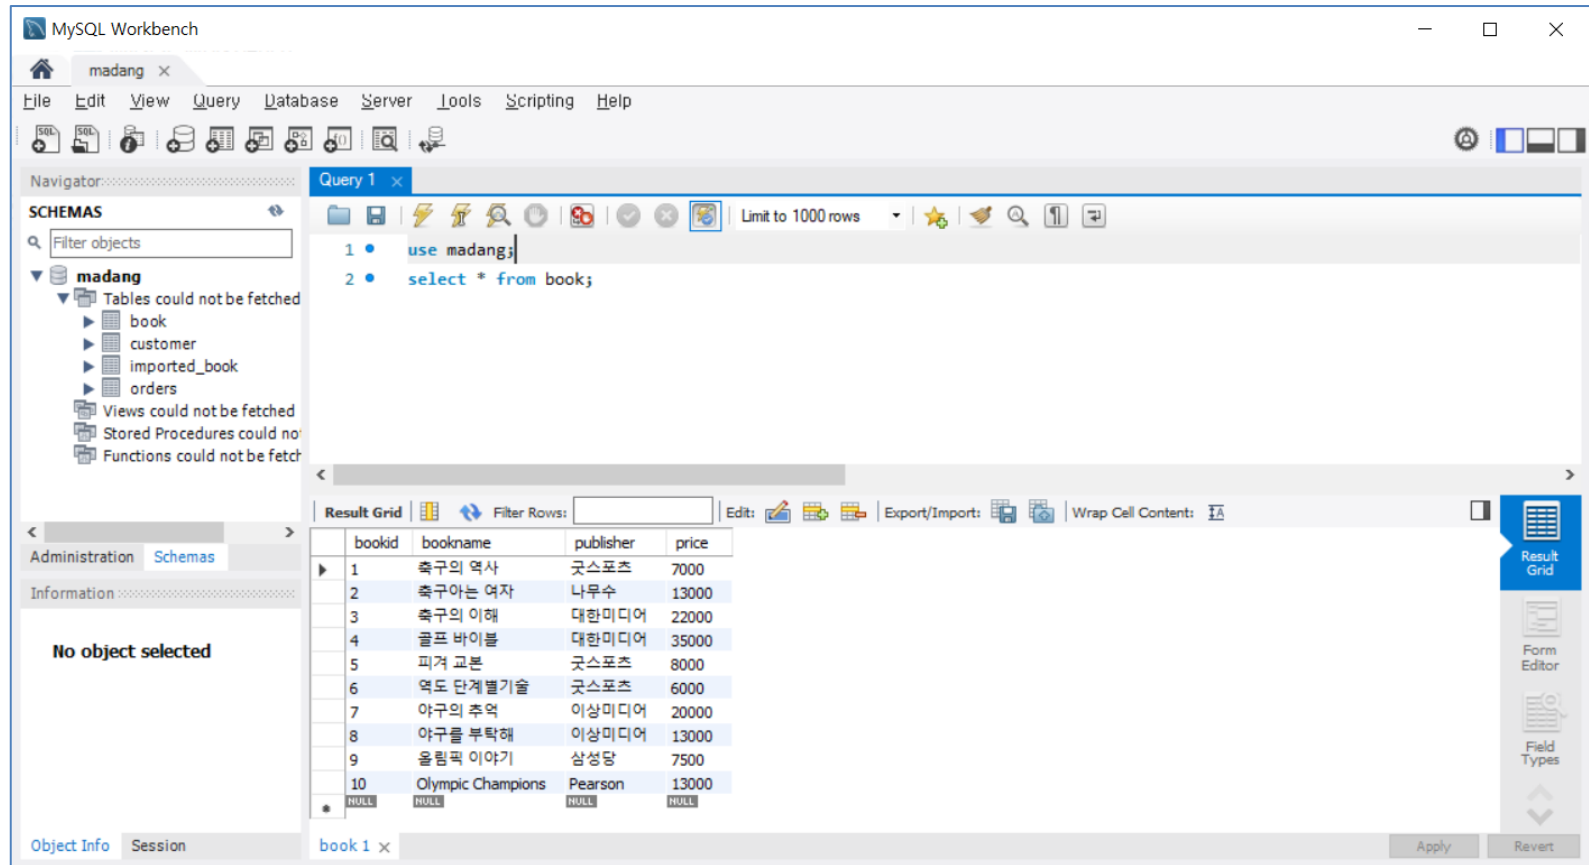 MySQL Workbench
madang
File Edit View Query Database Server Tools Scripting Help
Navigator
SCHEMAS
Filter objects
madang
Tables could not be fetched
book
customer
imported_book
orders
Views could not be fetched
Stored Procedures could no
Functions could not be fetch
Administration Schemas
Information
No object selected
Object Info Session
Query 1
Limit to 1000 rows
1 use madang;
2 select * from book;
Result Grid Filter Rows: Edit: Export/Import: Wrap Cell Content:
bookid bookname publisher price
1 축구의 역사 굿스포츠 7000
2 축구아는 여자 나무수 13000
3 축구의 이해 대한미디어 22000
4 골프 바이블 대한미디어 35000
5 피겨 교본 굿스포츠 8000
6 역도 단계별기술 굿스포츠 6000
7 야구의 추억 이상미디어 20000
8 야구를 부탁해 이상미디어 13000
9 올림픽 이야기 삼성당 7500
10 Olympic Champions Pearson 13000
NULL NULL NULL NULL
Result
Grid
Form
Editor
Field
Types
book 1
Apply Revert